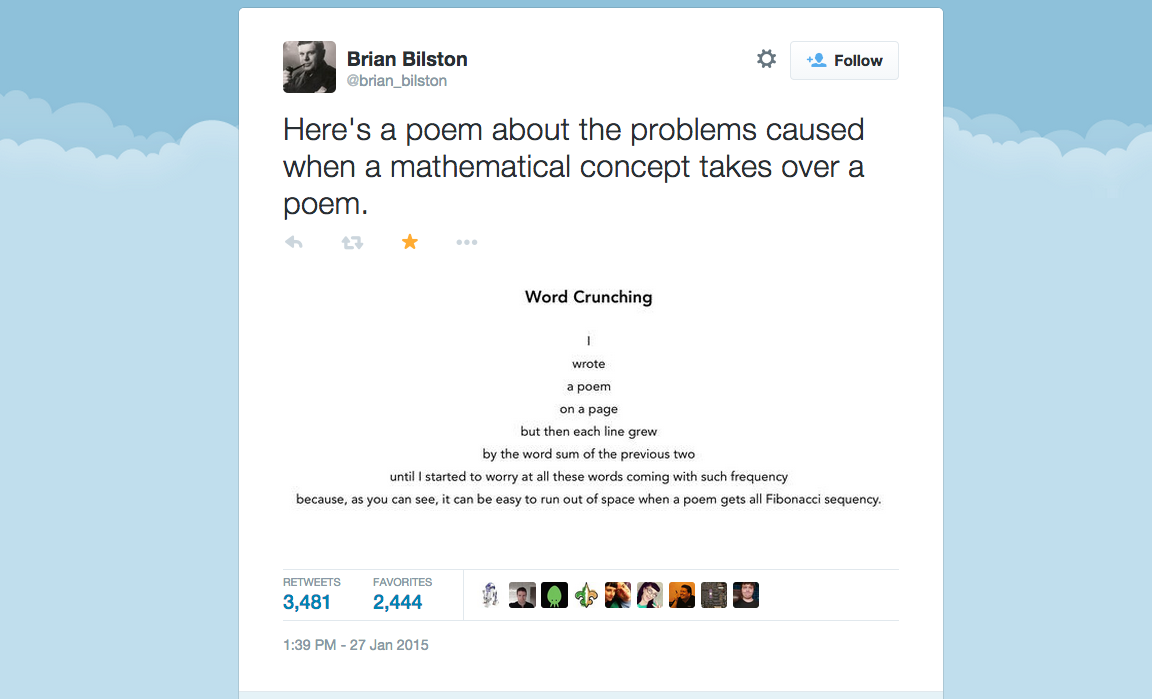 Brian Bilston
@brian_bilston
Follow
Here's a poem about the problems caused
when a mathematical concept takes over a
poem.
Word Crunching
I
wrote
a poem
on a page
but then each line grew
by the word sum of the previous two
until I started to worry at all these words coming with such frequency
because, as you can see, it can be easy to run out of space when a poem gets all Fibonacci sequency.
RETWEETS FAVORITES
3,481 2,444
1:39 PM - 27 Jan 2015